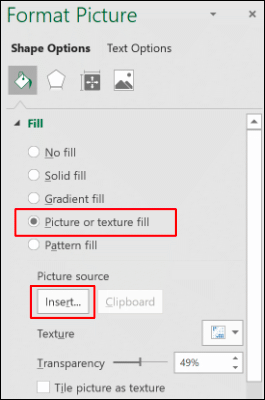 Format Picture
Shape Options Text Options
Fill
No fill
Solid fill
Gradient fill
Picture or texture fill
Pattern fill
Picture source
Insert... Clipboard
Texture
Transparency 49%
Tile picture as texture